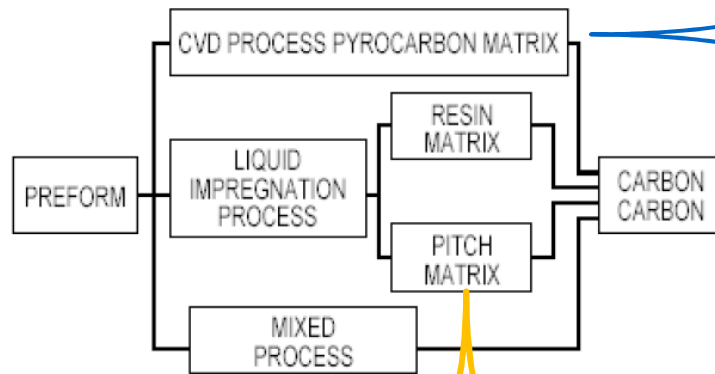 CVD PROCESS PYROCARBON MATRIX
RESIN
MATRIX
LIQUID
IMPREGNATION
PROCESS
PREFORM
CARBON
CARBON
PITCH
MATRIX
MIXED
PROCESS